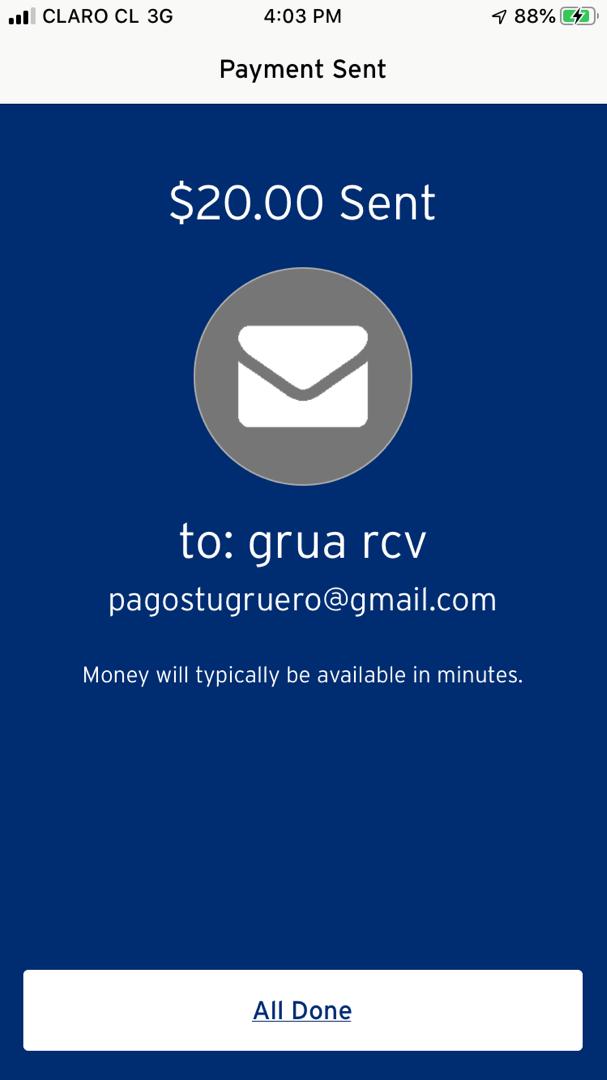 CLARO CL 3G 4:03 PM 88%
Payment Sent
$20.00 Sent
to: grua rcv
pagostugruero@gmail.com
Money will typically be available in minutes.
All Done